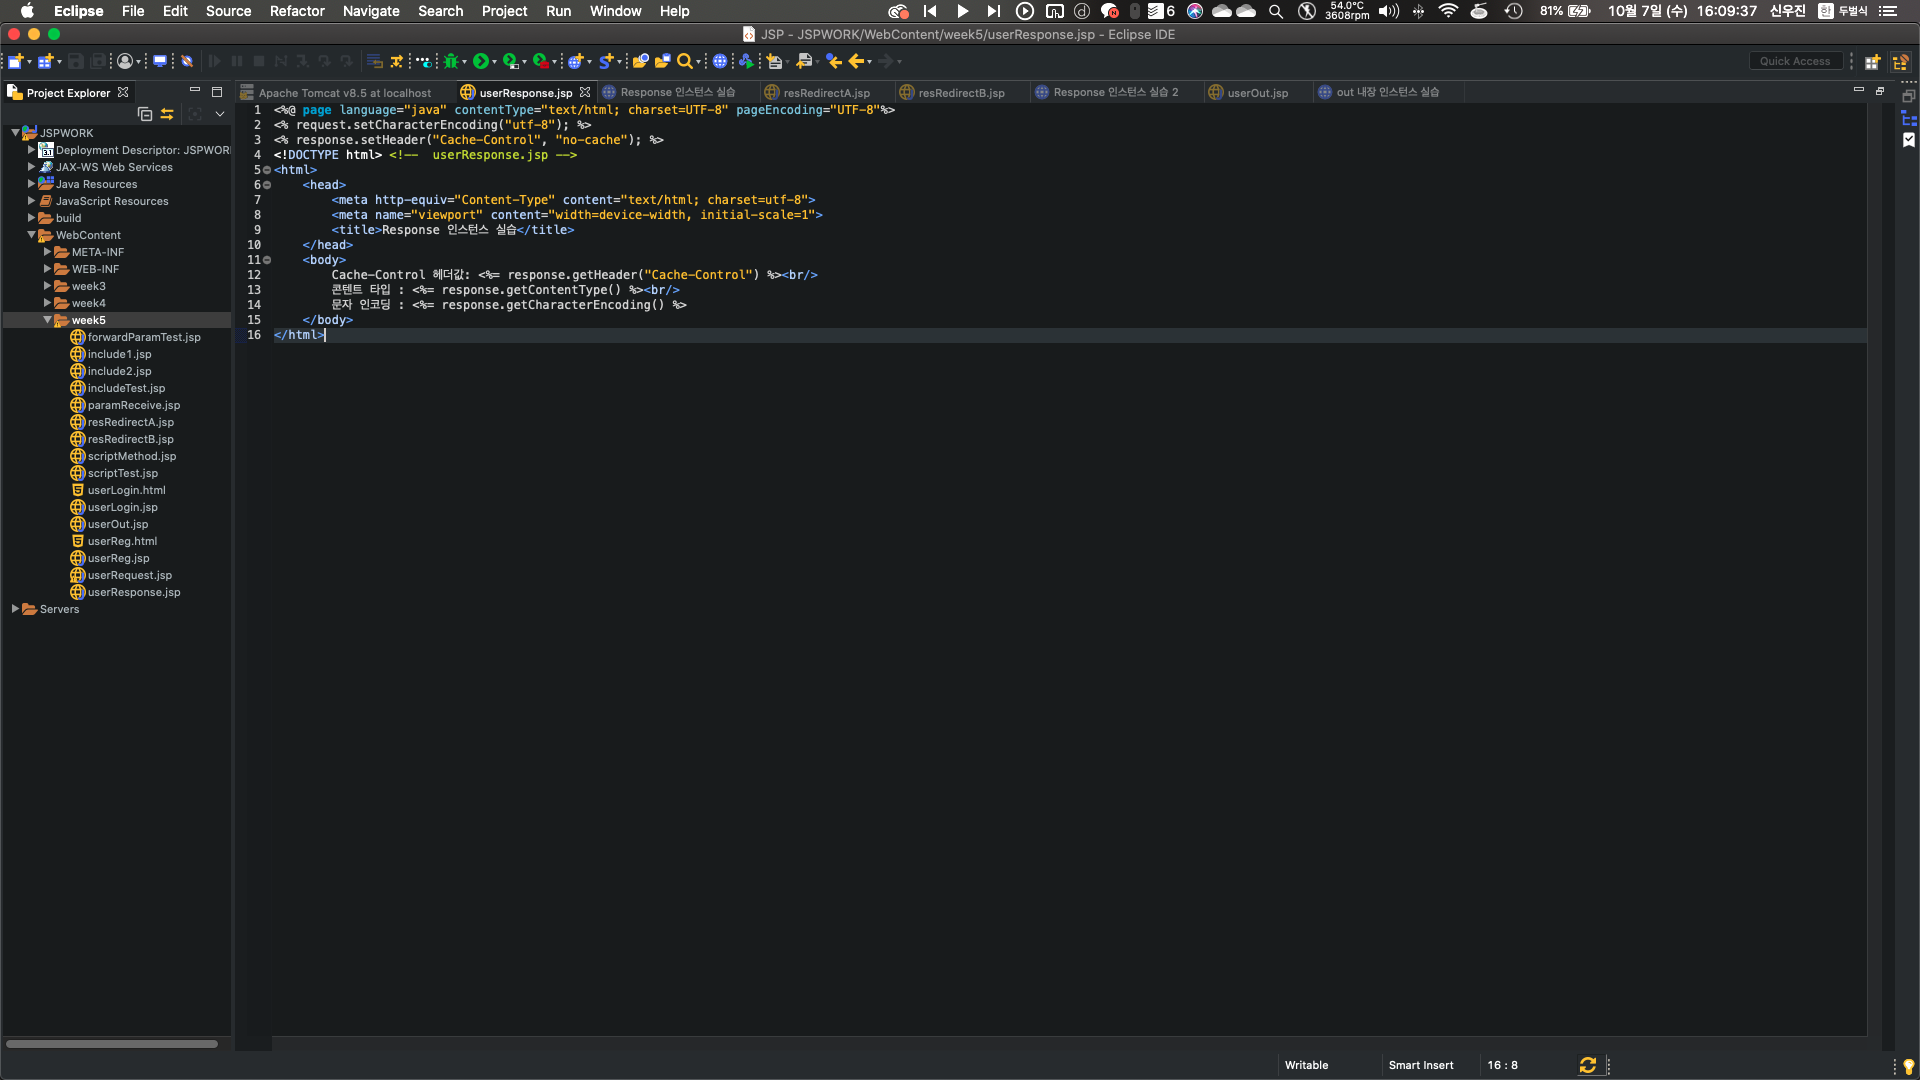 Eclipse File Edit Source Refactor Navigate Search Project Run Window Help 6 54.0°C 3608rpm 81% 10월 7일 (수) 16:09:37 신우진 한 두벌식
JSP - JSPWORK/WebContent/week5/userResponse.jsp - Eclipse IDE
Quick Access
Project Explorer
Apache Tomcat v8.5 at localhost userResponse.jsp Response 인스턴스 실습 resRedirectA.jsp resRedirectB.jsp Response 인스턴스 실습 2 userOut.jsp out 내장 인스턴스 실습
JSPWORK
Deployment Descriptor: JSPWOR
JAX-WS Web Services
Java Resources
JavaScript Resources
build
WebContent
META-INF
WEB-INF
week3
week4
week5
forwardParamTest.jsp
include1.jsp
include2.jsp
includeTest.jsp
paramReceive.jsp
resRedirectA.jsp
resRedirectB.jsp
scriptMethod.jsp
scriptTest.jsp
userLogin.html
userLogin.jsp
userOut.jsp
userReg.html
userReg.jsp
userRequest.jsp
userResponse.jsp
Servers
1 <%@ page language="java" contentType="text/html; charset=UTF-8" pageEncoding="UTF-8"%>
2 <% request.setCharacterEncoding("utf-8"); %>
3 <% response.setHeader("Cache-Control", "no-cache"); %>
4 <!DOCTYPE html> <!--  userResponse.jsp -->
5 <html>
6     <head>
7         <meta http-equiv="Content-Type" content="text/html; charset=utf-8">
8         <meta name="viewport" content="width=device-width, initial-scale=1">
9         <title>Response 인스턴스 실습</title>
10     </head>
11     <body>
12         Cache-Control 헤더값: <%= response.getHeader("Cache-Control") %><br/>
13         콘텐트 타입 : <%= response.getContentType() %><br/>
14         문자 인코딩 : <%= response.getCharacterEncoding() %>
15     </body>
16 </html>
Writable Smart Insert 16 : 8